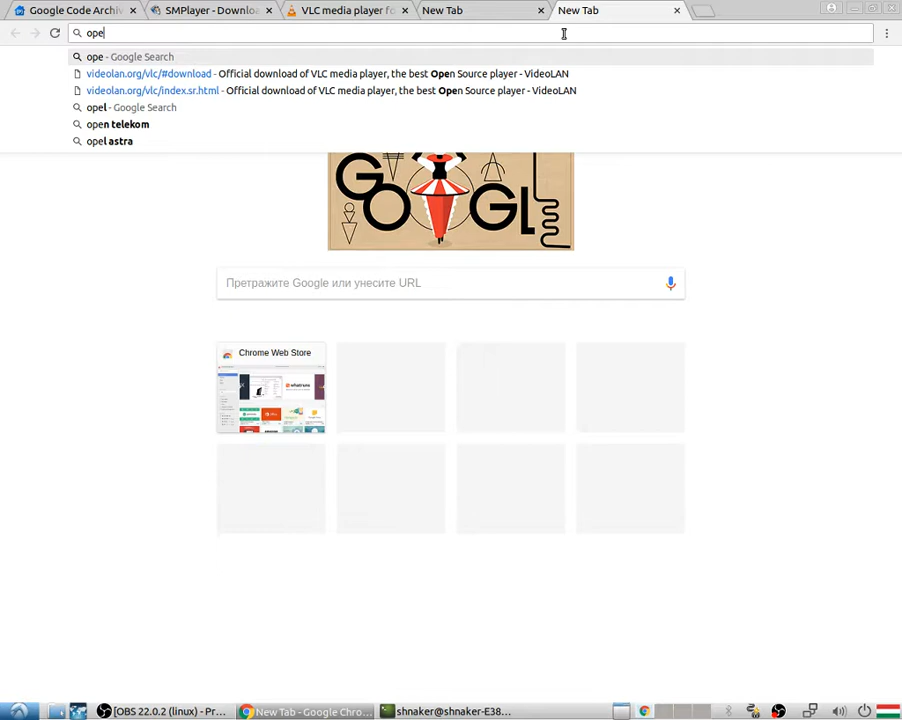 Google Code Archiv
SMPlayer - Downloa
VLC media player fo
New Tab
New Tab
ope
ope - Google Search
videolan.org/vlc/#download - Official download of VLC media player, the best Open Source player - VideoLAN
videolan.org/vlc/index.sr.html - Official download of VLC media player, the best Open Source player - VideoLAN
opel - Google Search
open telekom
opel astra
GOOGL
Претражите Google или унесите URL
Chrome Web Store
[OBS 22.0.2 (linux) - Pr...
New Tab - Google Chro...
shnaker@shnaker-E38...